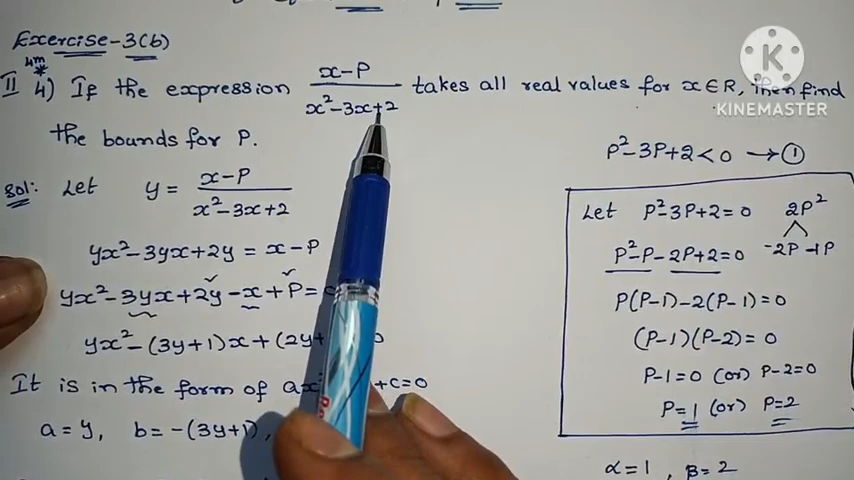 Exercise-3(b)
4m
*
II 4) If the expression x-P / x²-3x+2 takes all real values for x∈R, then find
the bounds for P.
Sol: Let y = x-P / x²-3x+2
yx²-3yx+2y = x-P
yx²-3yx+2y-x+P=
yx²-(3y+1)x+(2y+ 0
It is in the form of ax² +c=0
a=y, b=-(3y+1),
P²-3P+2<0 → ①
Let P²-3P+2=0 2P²
P²-P-2P+2=0 -2P -1P
P(P-1)-2(P-1)=0
(P-1)(P-2)=0
P-1=0 (or) P-2=0
P=1 (or) P=2
α=1, β=2
K
KINEMASTER